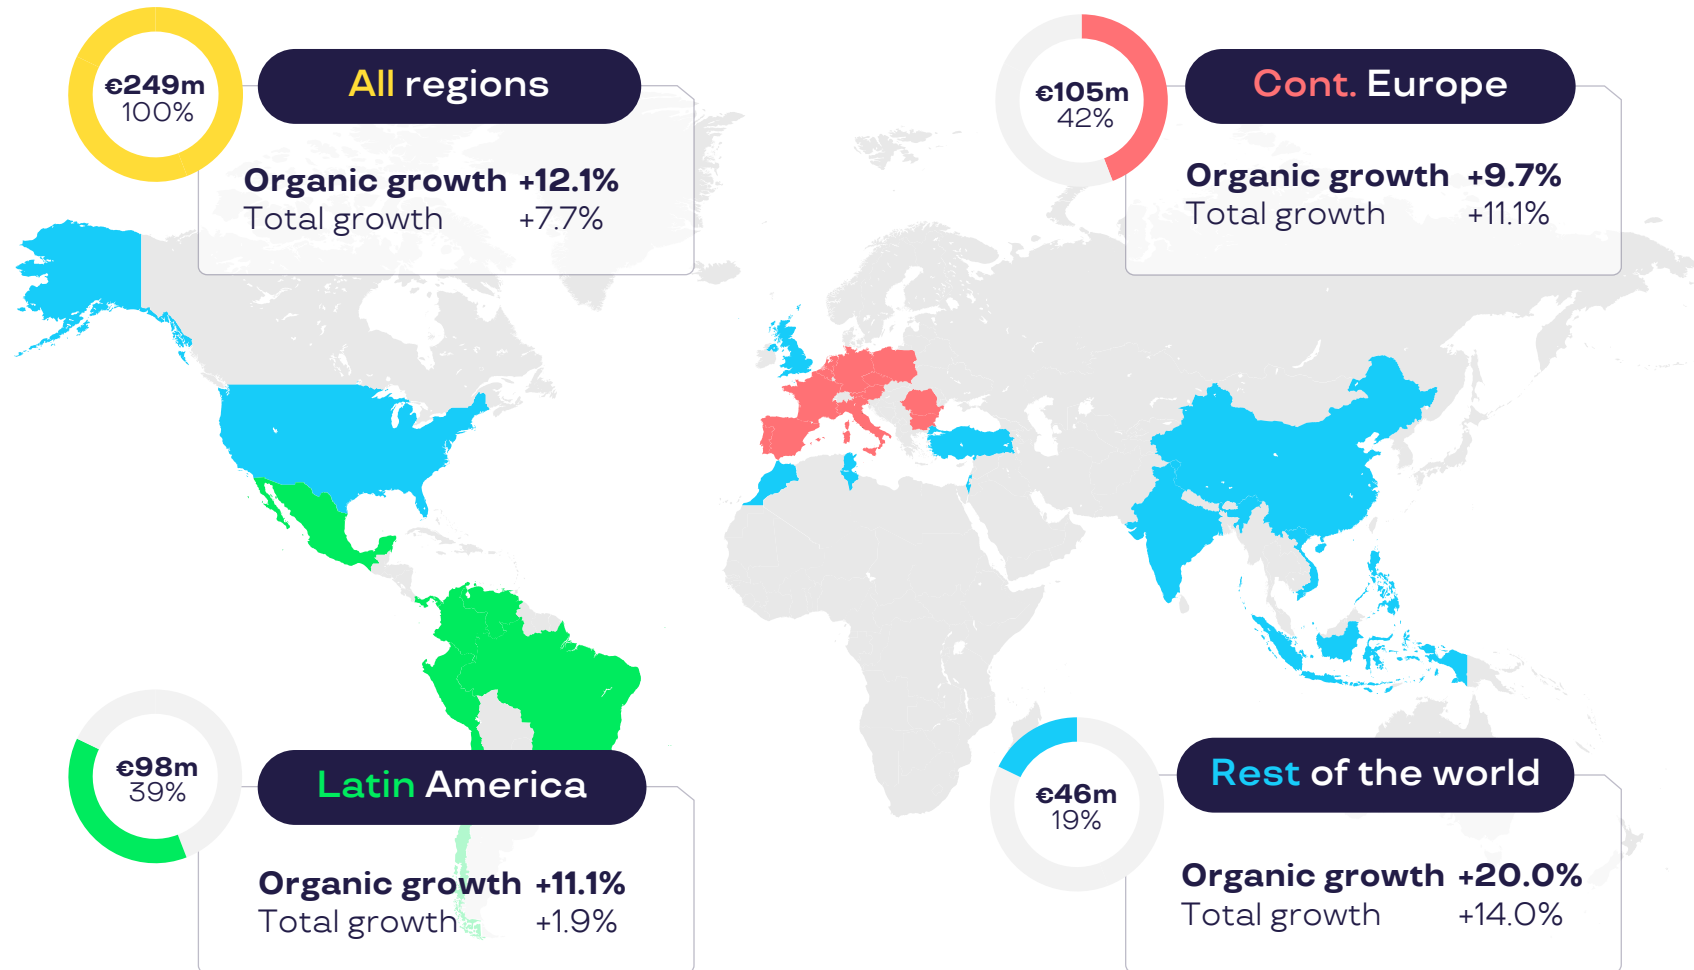 €249m
100%
All regions
Organic growth +12.1%
Total growth +7.7%
€105m
42%
Cont. Europe
Organic growth +9.7%
Total growth +11.1%
€98m
39%
Latin America
Organic growth +11.1%
Total growth +1.9%
€46m
19%
Rest of the world
Organic growth +20.0%
Total growth +14.0%